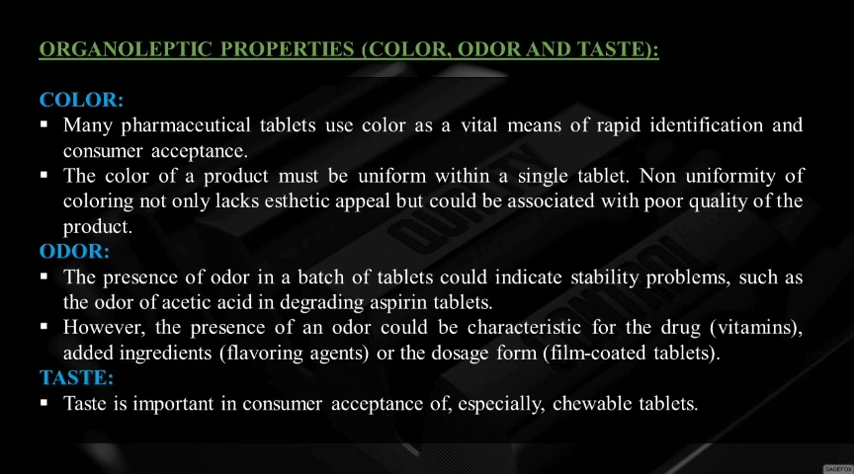 ORGANOLEPTIC PROPERTIES (COLOR, ODOR AND TASTE):
COLOR:
▪ Many pharmaceutical tablets use color as a vital means of rapid identification and
consumer acceptance.
▪ The color of a product must be uniform within a single tablet. Non uniformity of
coloring not only lacks esthetic appeal but could be associated with poor quality of the
product.
ODOR:
▪ The presence of odor in a batch of tablets could indicate stability problems, such as
the odor of acetic acid in degrading aspirin tablets.
▪ However, the presence of an odor could be characteristic for the drug (vitamins),
added ingredients (flavoring agents) or the dosage form (film-coated tablets).
TASTE:
▪ Taste is important in consumer acceptance of, especially, chewable tablets.
QUALITY
CONTROL
SAGEFOX